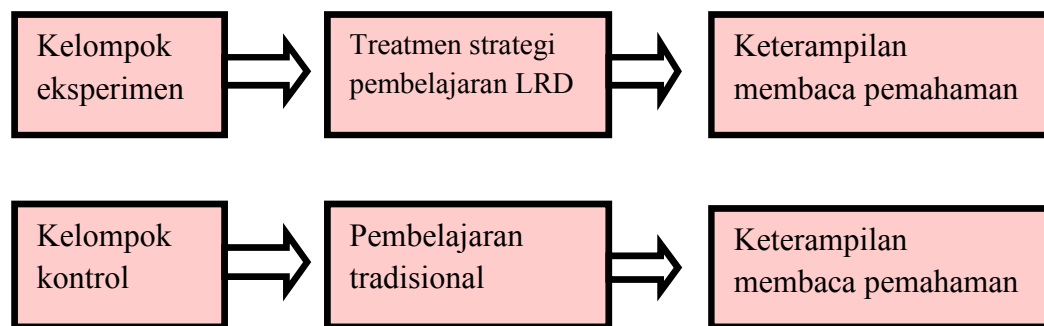 Kelompok
eksperimen
Treatmen strategi
pembelajaran LRD
Keterampilan
membaca pemahaman
Kelompok
kontrol
Pembelajaran
tradisional
Keterampilan
membaca pemahaman